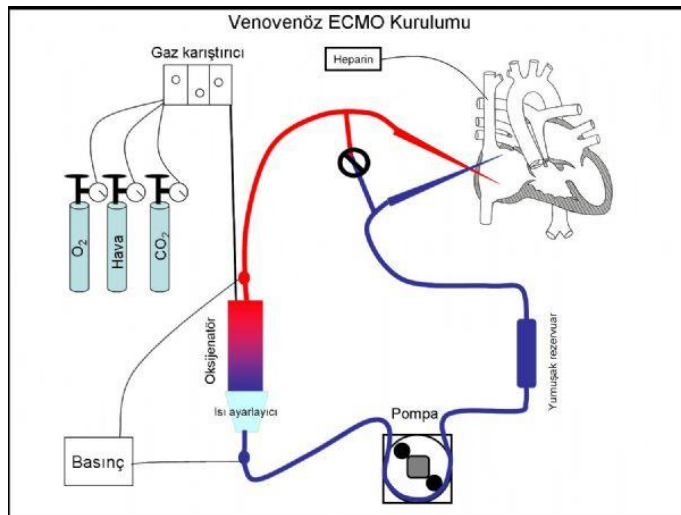 Venovenöz ECMO Kurulumu
Gaz karıştırıcı
Heparin
O2
Hava
CO2
Oksijenatör
Isı ayarlayıcı
Yumuşak rezervuar
Pompa
Basınç